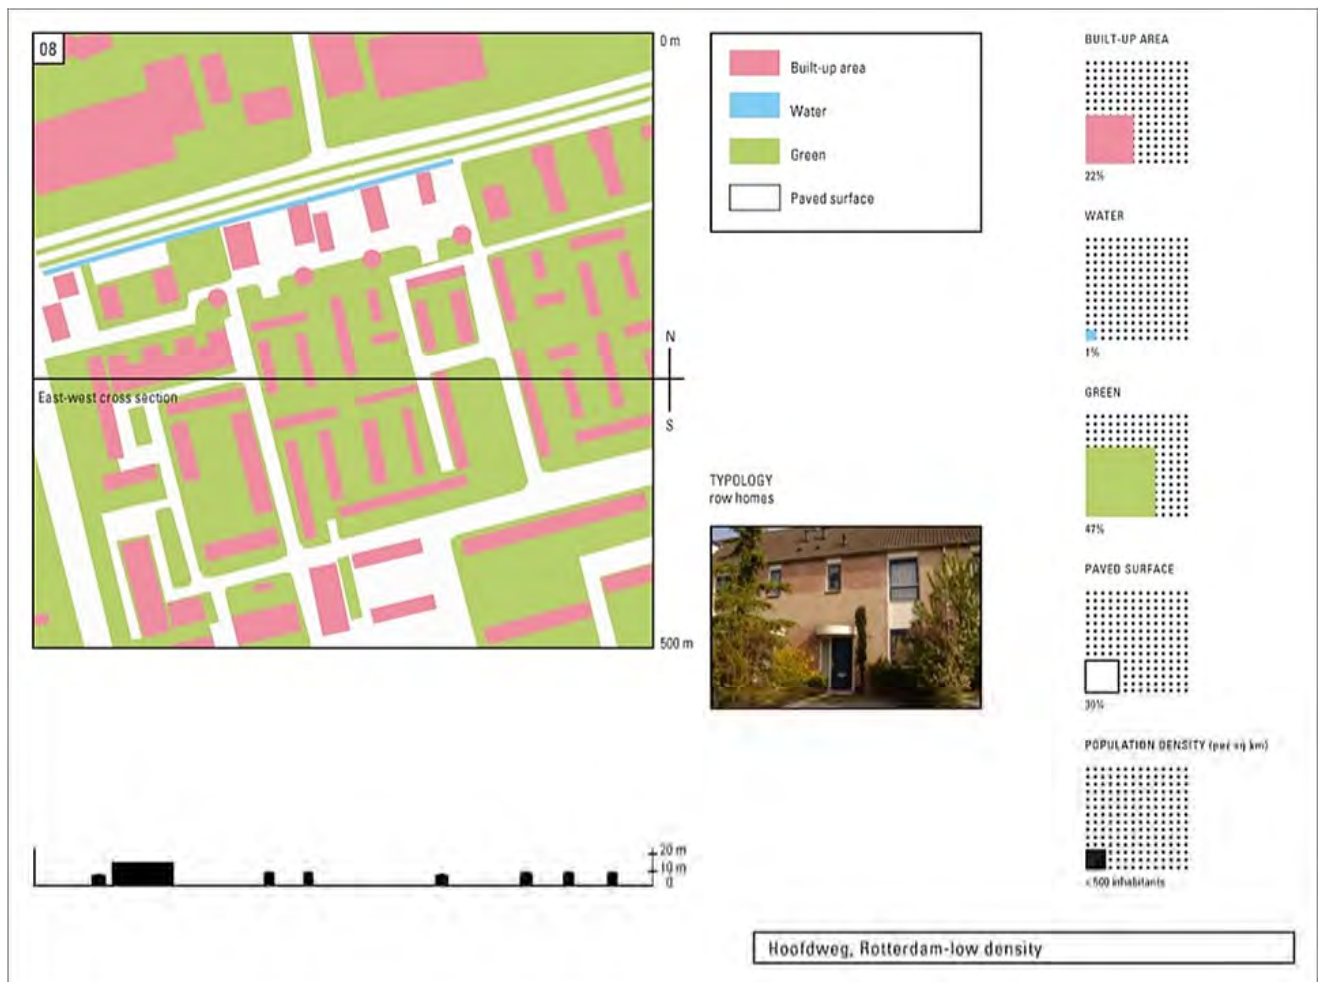 08
0 m
Built-up area
Water
Green
Paved surface
BUILT-UP AREA
22%
WATER
1%
N
East-west cross section
S
GREEN
47%
TYPOLOGY
row homes
PAVED SURFACE
30%
500 m
POPULATION DENSITY (per sq km)
<500 inhabitants
20 m
10 m
0
Hoofdweg, Rotterdam-low density